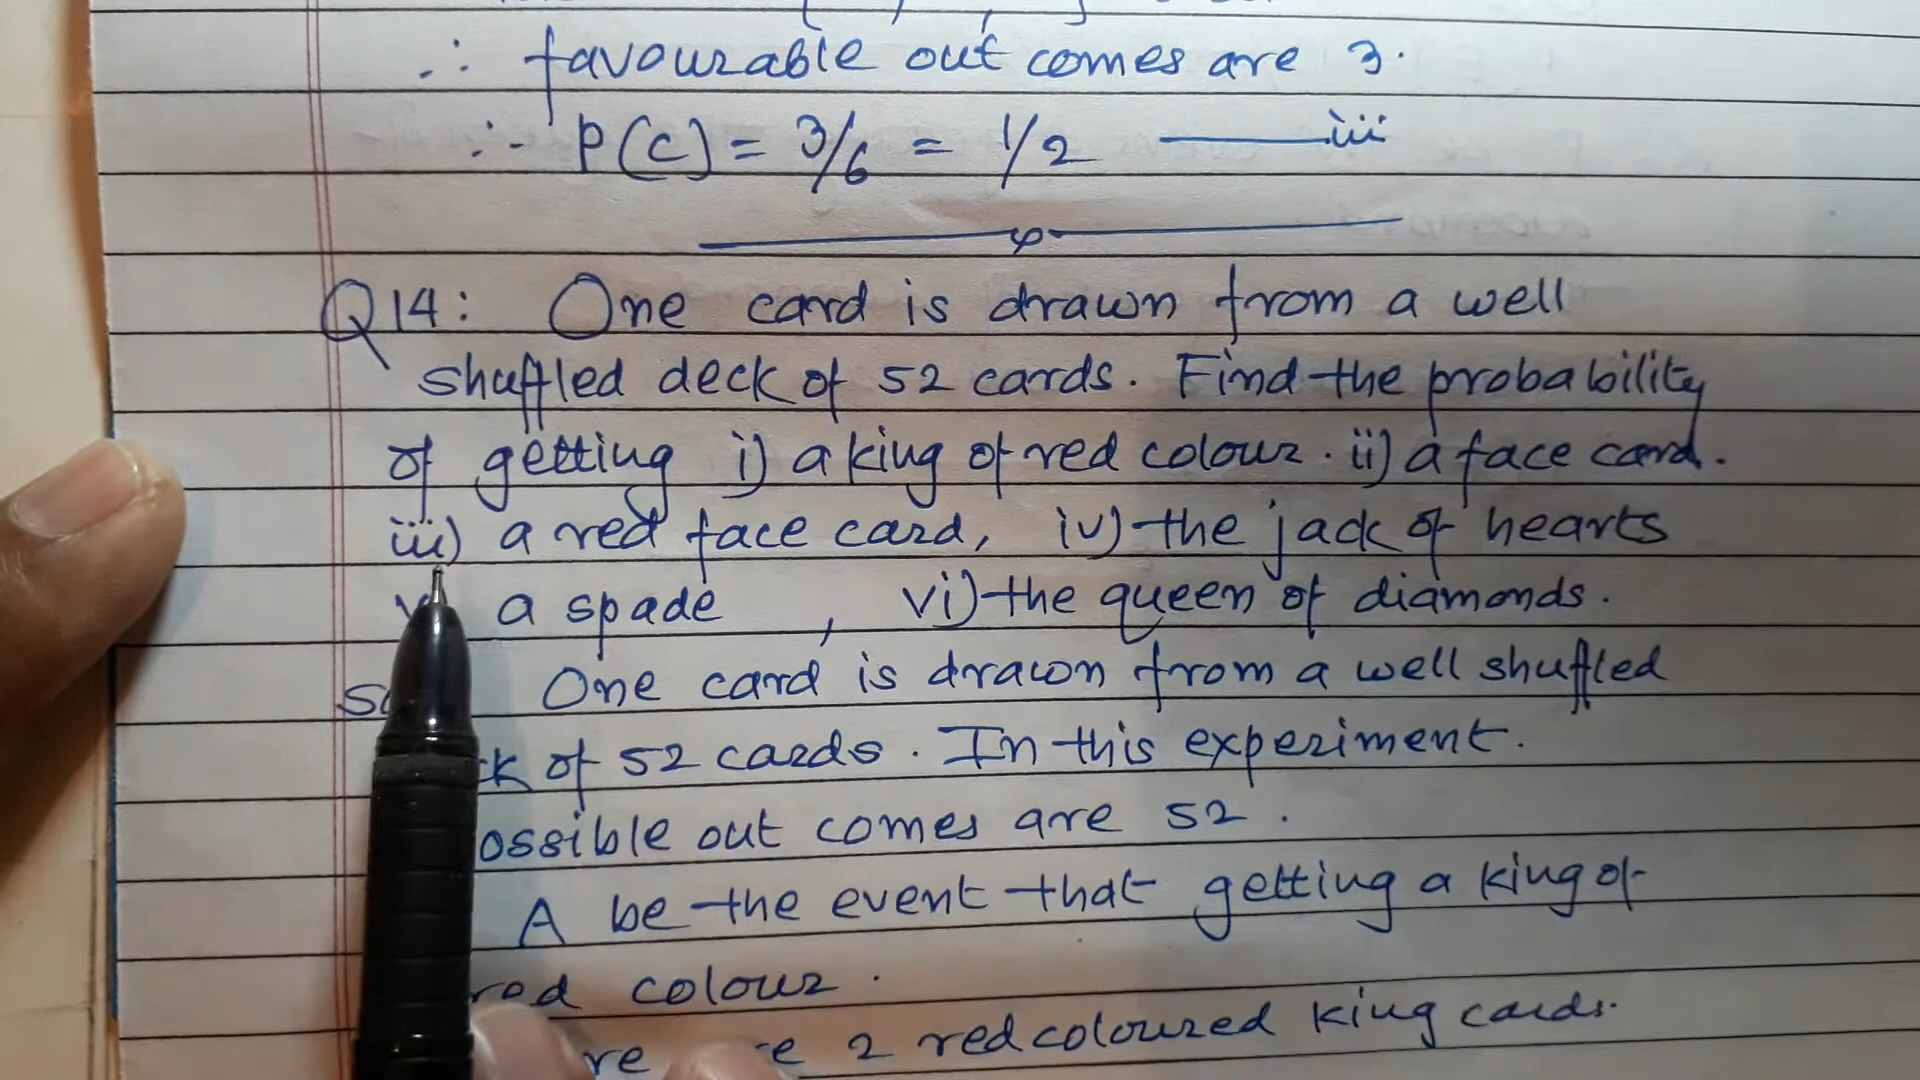 ∴ favourable out comes are 3.
∴ P(C) = 3/6 = 1/2 —— iii
Q14: One card is drawn from a well
shuffled deck of 52 cards. Find the probability
of getting i) a king of red colour. ii) a face card.
iii) a red face card, iv) the jack of hearts
a spade , vi) the queen of diamonds.
One card is drawn from a well shuffled
of 52 cards. In this experiment.
ossible out comes are 52.
A be the event that getting a king of
red colour.
2 red coloured king cards.